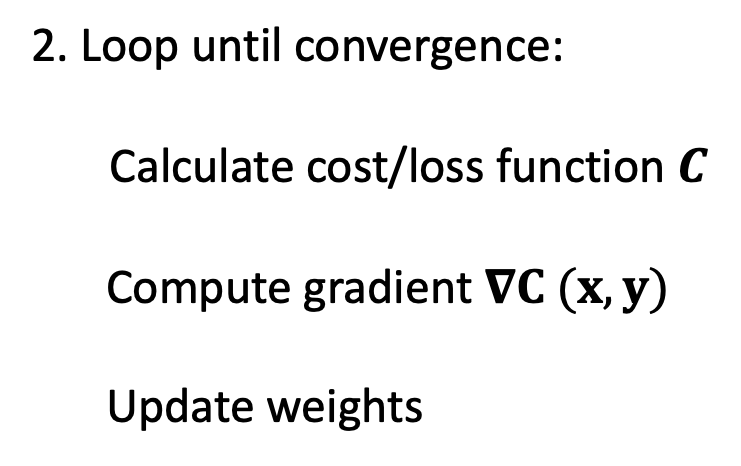 2. Loop until convergence:
Calculate cost/loss function C
Compute gradient ∇C (x, y)
Update weights